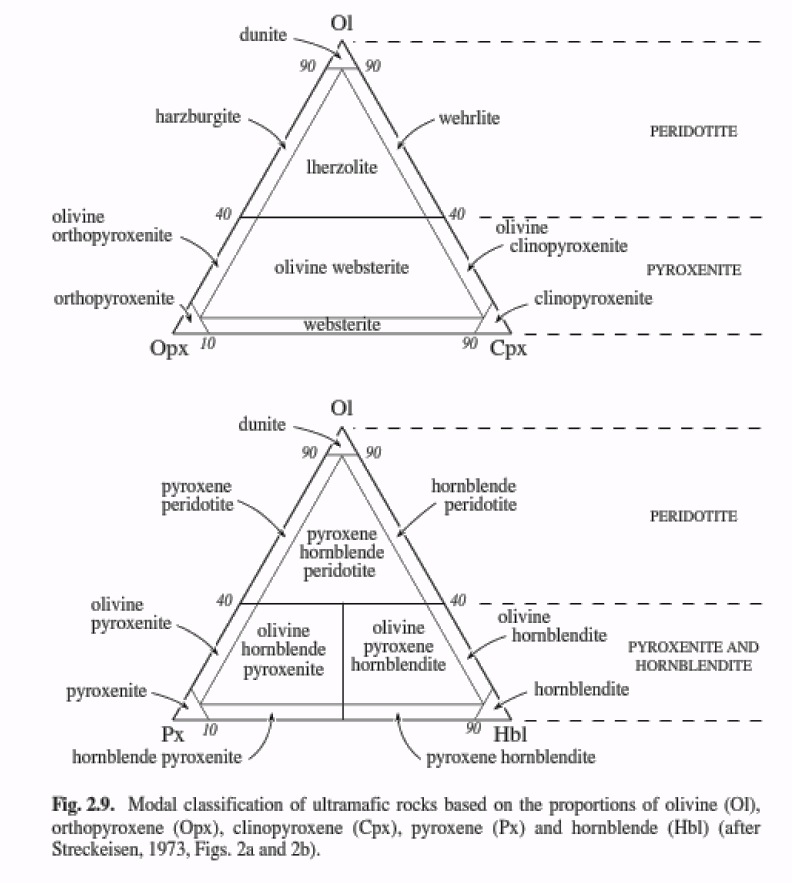 Ol
dunite
90 90
harzburgite
wehrlite
PERIDOTITE
lherzolite
40 40
olivine
orthopyroxenite
olivine
clinopyroxenite
olivine websterite
PYROXENITE
orthopyroxenite
clinopyroxenite
websterite
Opx 10 90 Cpx
Ol
dunite
90 90
pyroxene
peridotite
hornblende
peridotite
PERIDOTITE
pyroxene
hornblende
peridotite
40 40
olivine
pyroxenite
olivine
hornblende
pyroxenite
olivine
pyroxene
hornblendite
olivine
hornblendite
PYROXENITE AND
HORNBLENDITE
pyroxenite
hornblendite
Px 10 90 Hbl
hornblende pyroxenite
pyroxene hornblendite
Fig. 2.9. Modal classification of ultramafic rocks based on the proportions of olivine (Ol),
orthopyroxene (Opx), clinopyroxene (Cpx), pyroxene (Px) and hornblende (Hbl) (after
Streckeisen, 1973, Figs. 2a and 2b).